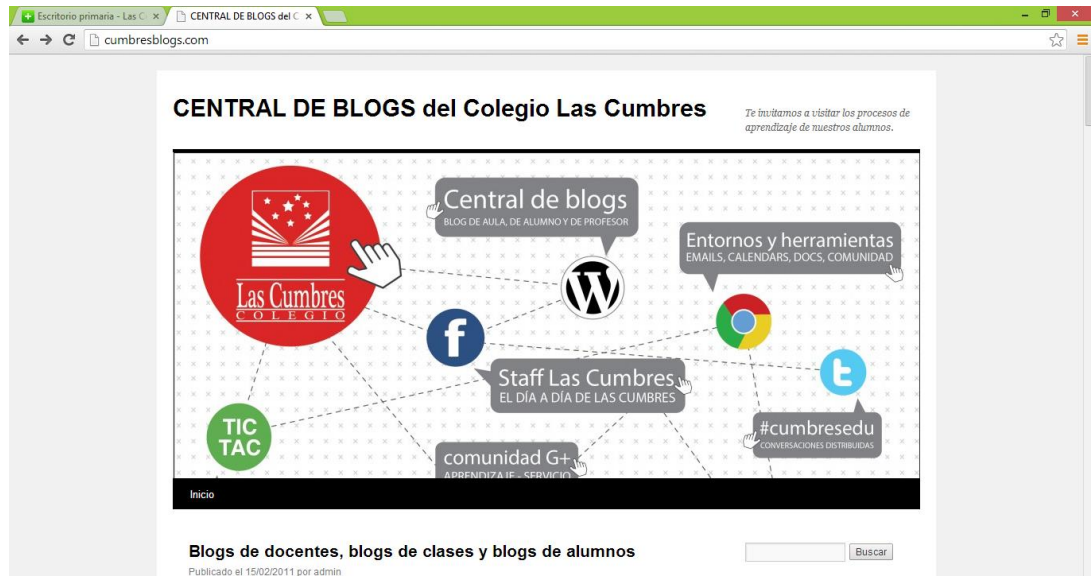 Escritorio primaria - Las C
CENTRAL DE BLOGS del C
cumbresblogs.com
CENTRAL DE BLOGS del Colegio Las Cumbres
Te invitamos a visitar los procesos de
aprendizaje de nuestros alumnos.
Central de blogs
BLOG DE AULA, DE ALUMNO Y DE PROFESOR
Entornos y herramientas
EMAILS, CALENDARS, DOCS, COMUNIDAD
Las Cumbres
COLEGIO
f
Staff Las Cumbres
EL DÍA A DÍA DE LAS CUMBRES
t
TIC
TAC
#cumbresedu
CONVERSACIONES DISTRIBUIDAS
comunidad G+
APRENDIZAJE - SERVICIO
Inicio
Blogs de docentes, blogs de clases y blogs de alumnos
Buscar
Publicado el 15/02/2011 por admin